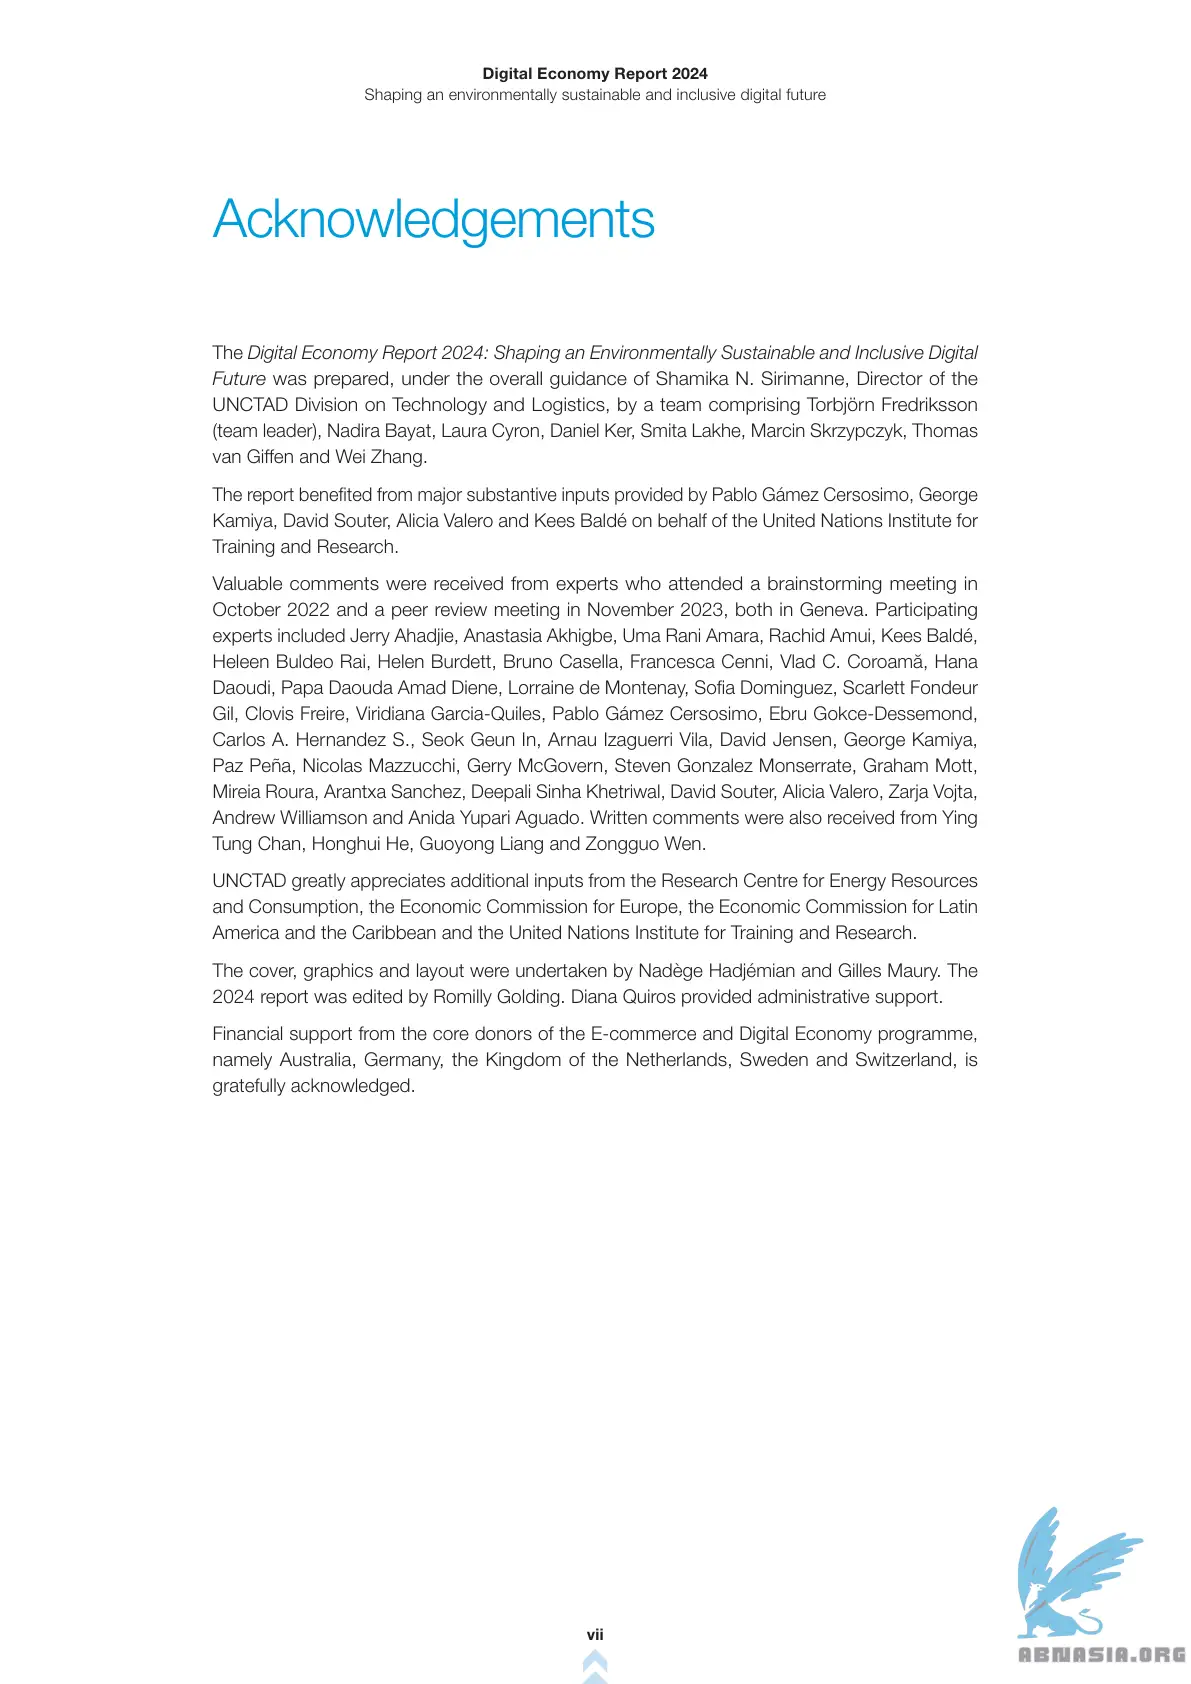 Digital Economy Report 2024
Shaping an environmentally sustainable and inclusive digital future
Acknowledgements
The Digital Economy Report 2024: Shaping an Environmentally Sustainable and Inclusive Digital
Future was prepared, under the overall guidance of Shamika N. Sirimanne, Director of the
UNCTAD Division on Technology and Logistics, by a team comprising Torbjörn Fredriksson
(team leader), Nadira Bayat, Laura Cyron, Daniel Ker, Smita Lakhe, Marcin Skrzypczyk, Thomas
van Giffen and Wei Zhang.
The report benefited from major substantive inputs provided by Pablo Gámez Cersosimo, George
Kamiya, David Souter, Alicia Valero and Kees Baldé on behalf of the United Nations Institute for
Training and Research.
Valuable comments were received from experts who attended a brainstorming meeting in
October 2022 and a peer review meeting in November 2023, both in Geneva. Participating
experts included Jerry Ahadjie, Anastasia Akhigbe, Uma Rani Amara, Rachid Amui, Kees Baldé,
Heleen Buldeo Rai, Helen Burdett, Bruno Casella, Francesca Cenni, Vlad C. Coroamă, Hana
Daoudi, Papa Daouda Amad Diene, Lorraine de Montenay, Sofia Dominguez, Scarlett Fondeur
Gil, Clovis Freire, Viridiana Garcia-Quiles, Pablo Gámez Cersosimo, Ebru Gokce-Dessemond,
Carlos A. Hernandez S., Seok Geun In, Arnau Izaguerri Vila, David Jensen, George Kamiya,
Paz Peña, Nicolas Mazzucchi, Gerry McGovern, Steven Gonzalez Monserrate, Graham Mott,
Mireia Roura, Arantxa Sanchez, Deepali Sinha Khetriwal, David Souter, Alicia Valero, Zarja Vojta,
Andrew Williamson and Anida Yupari Aguado. Written comments were also received from Ying
Tung Chan, Honghui He, Guoyong Liang and Zongguo Wen.
UNCTAD greatly appreciates additional inputs from the Research Centre for Energy Resources
and Consumption, the Economic Commission for Europe, the Economic Commission for Latin
America and the Caribbean and the United Nations Institute for Training and Research.
The cover, graphics and layout were undertaken by Nadège Hadjémian and Gilles Maury. The
2024 report was edited by Romilly Golding. Diana Quiros provided administrative support.
Financial support from the core donors of the E-commerce and Digital Economy programme,
namely Australia, Germany, the Kingdom of the Netherlands, Sweden and Switzerland, is
gratefully acknowledged.
vii
ABNASIA.ORG